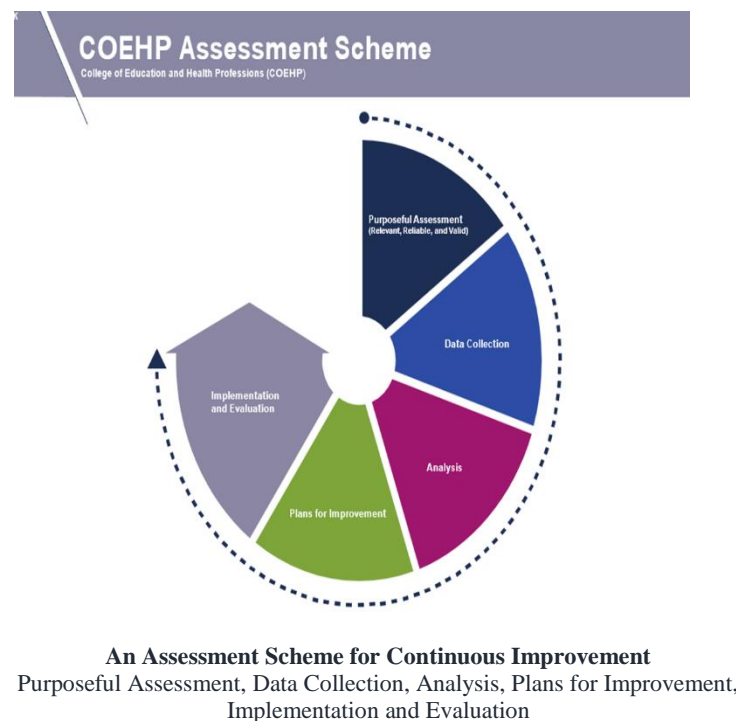 COEHP Assessment Scheme
College of Education and Health Professions (COEHP)
Purposeful Assessment
(Relevant, Reliable, and Valid)
Data Collection
Analysis
Plans for Improvement
Implementation
and Evaluation
An Assessment Scheme for Continuous Improvement
Purposeful Assessment, Data Collection, Analysis, Plans for Improvement,
Implementation and Evaluation